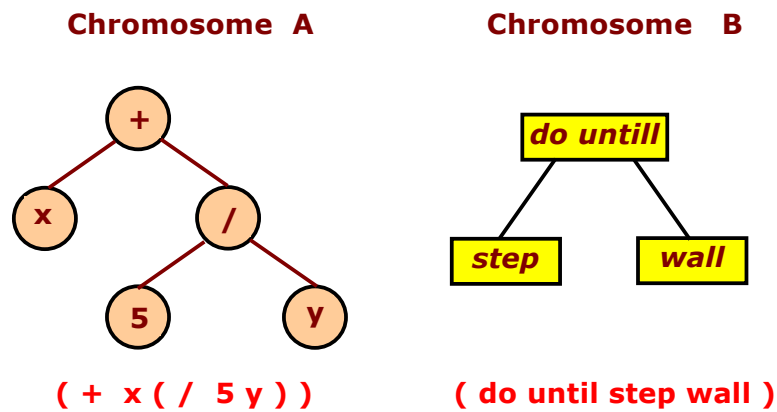 Chromosome A
+
x
/
5
y
( + x ( / 5 y ) )
Chromosome B
do untill
step
wall
( do until step wall )